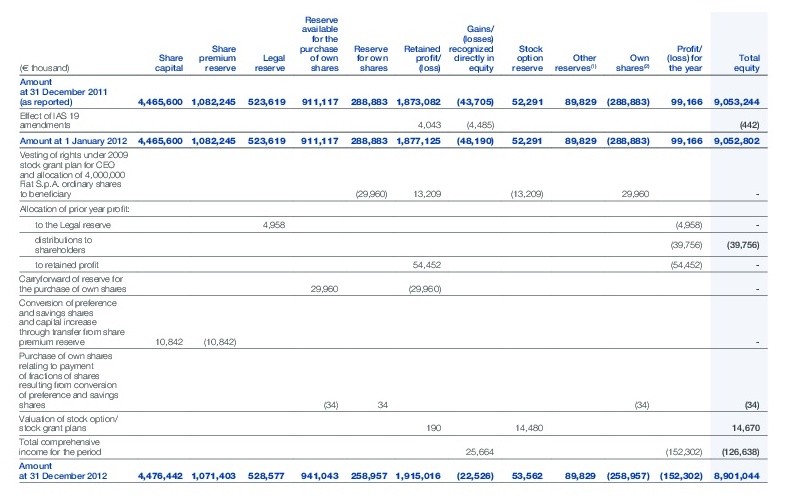 (€ thousand) Share capital Share premium reserve Legal reserve Reserve available for the purchase of own shares Reserve for own shares Retained profit/ (loss) Gains/ (losses) recognized directly in equity Stock option reserve Other reserves(1) Own shares(2) Profit/ (loss) for the year Total equity
Amount
at 31 December 2011
(as reported) 4,465,600 1,082,245 523,619 911,117 288,883 1,873,082 (43,705) 52,291 89,829 (288,883) 99,166 9,053,244
Effect of IAS 19
amendments 4,043 (4,485) (442)
Amount at 1 January 2012 4,465,600 1,082,245 523,619 911,117 288,883 1,877,125 (48,190) 52,291 89,829 (288,883) 99,166 9,052,802
Vesting of rights under 2009
stock grant plan for CEO
and allocation of 4,000,000
Fiat S.p.A. ordinary shares
to beneficiary (29,960) 13,209 (13,209) 29,960 -
Allocation of prior year profit:
to the Legal reserve 4,958 (4,958) -
distributions to
shareholders (39,756) (39,756)
to retained profit 54,452 (54,452) -
Carryforward of reserve for
the purchase of own shares 29,960 (29,960) -
Conversion of preference
and savings shares
and capital increase
through transfer from share
premium reserve 10,842 (10,842) -
Purchase of own shares
relating to payment
of fractions of shares
resulting from conversion
of preference and savings
shares (34) 34 (34) (34)
Valuation of stock option/
stock grant plans 190 14,480 14,670
Total comprehensive
income for the period 25,664 (152,302) (126,638)
Amount
at 31 December 2012 4,476,442 1,071,403 528,577 941,043 258,957 1,915,016 (22,526) 53,562 89,829 (258,957) (152,302) 8,901,044